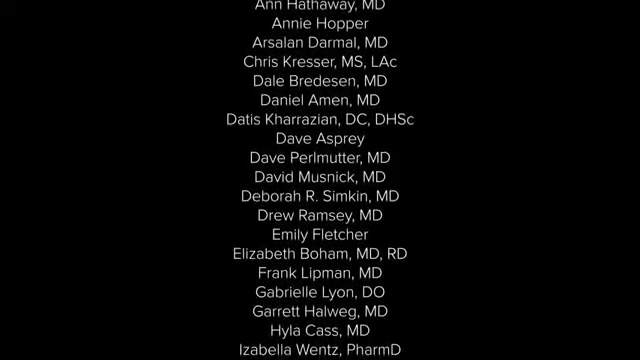 Ann Hathaway, MD
Annie Hopper
Arsalan Darmal, MD
Chris Kresser, MS, LAc
Dale Bredesen, MD
Daniel Amen, MD
Datis Kharrazian, DC, DHSc
Dave Asprey
Dave Perlmutter, MD
David Musnick, MD
Deborah R. Simkin, MD
Drew Ramsey, MD
Emily Fletcher
Elizabeth Boham, MD, RD
Frank Lipman, MD
Gabrielle Lyon, DO
Garrett Halweg, MD
Hyla Cass, MD
Izabella Wentz, PharmD